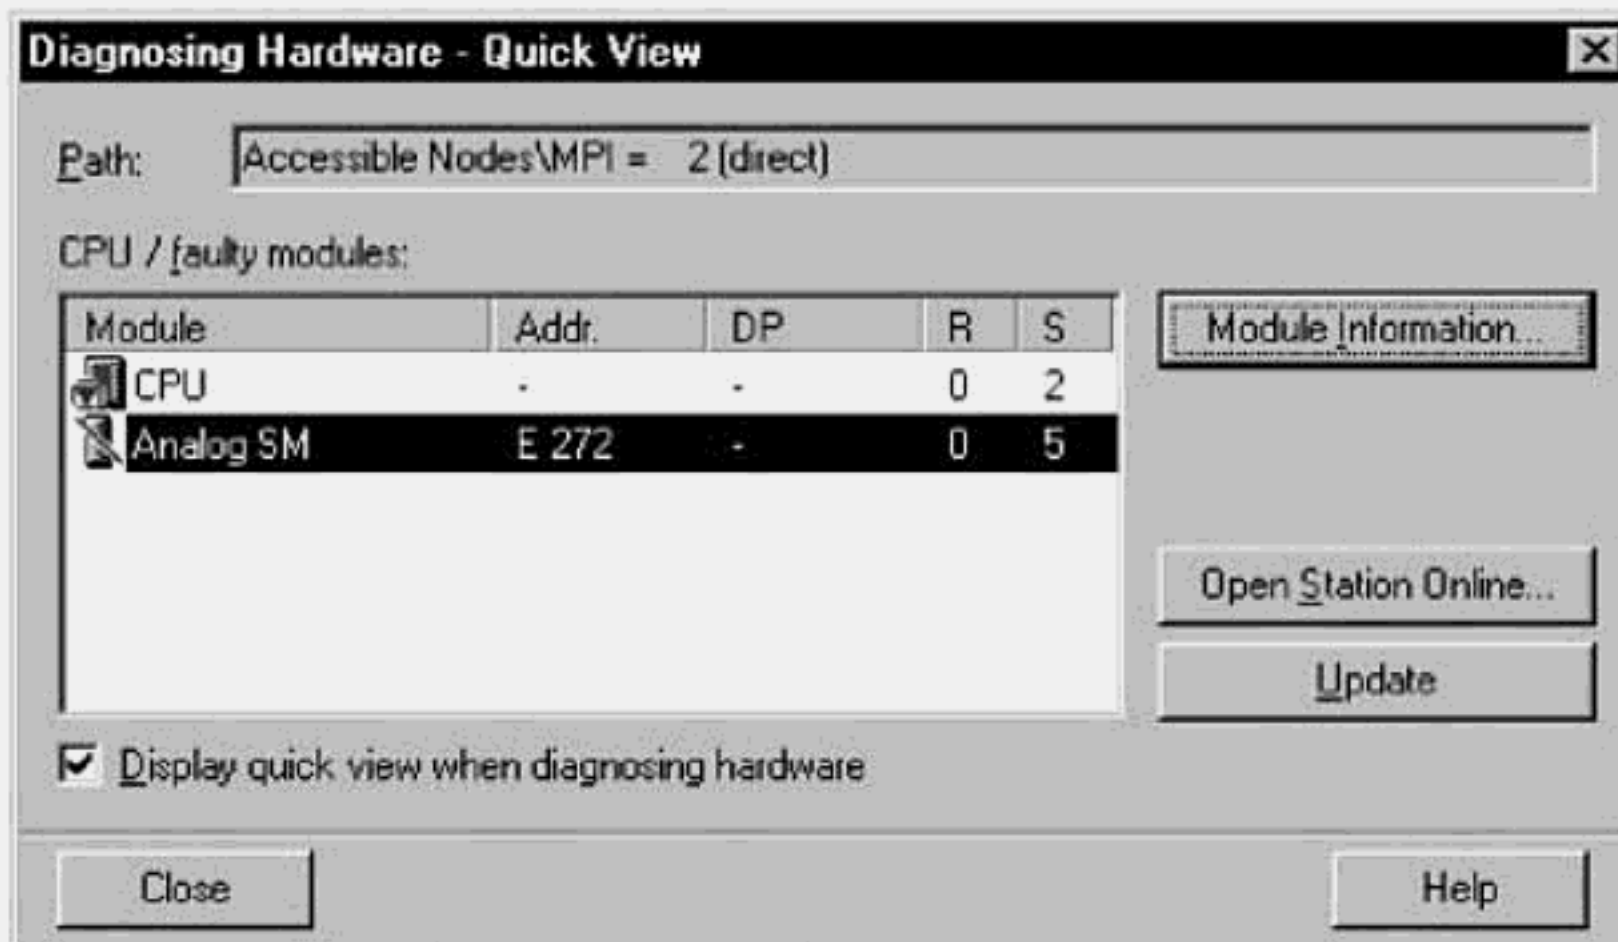 Diagnosing Hardware - Quick View
Path: Accessible Nodes\MPI = 2 (direct)
CPU / faulty modules:
Module Addr. DP R S
CPU - - 0 2
Analog SM E 272 - 0 5
Module Information...
Open Station Online...
Update
Display quick view when diagnosing hardware
Close Help